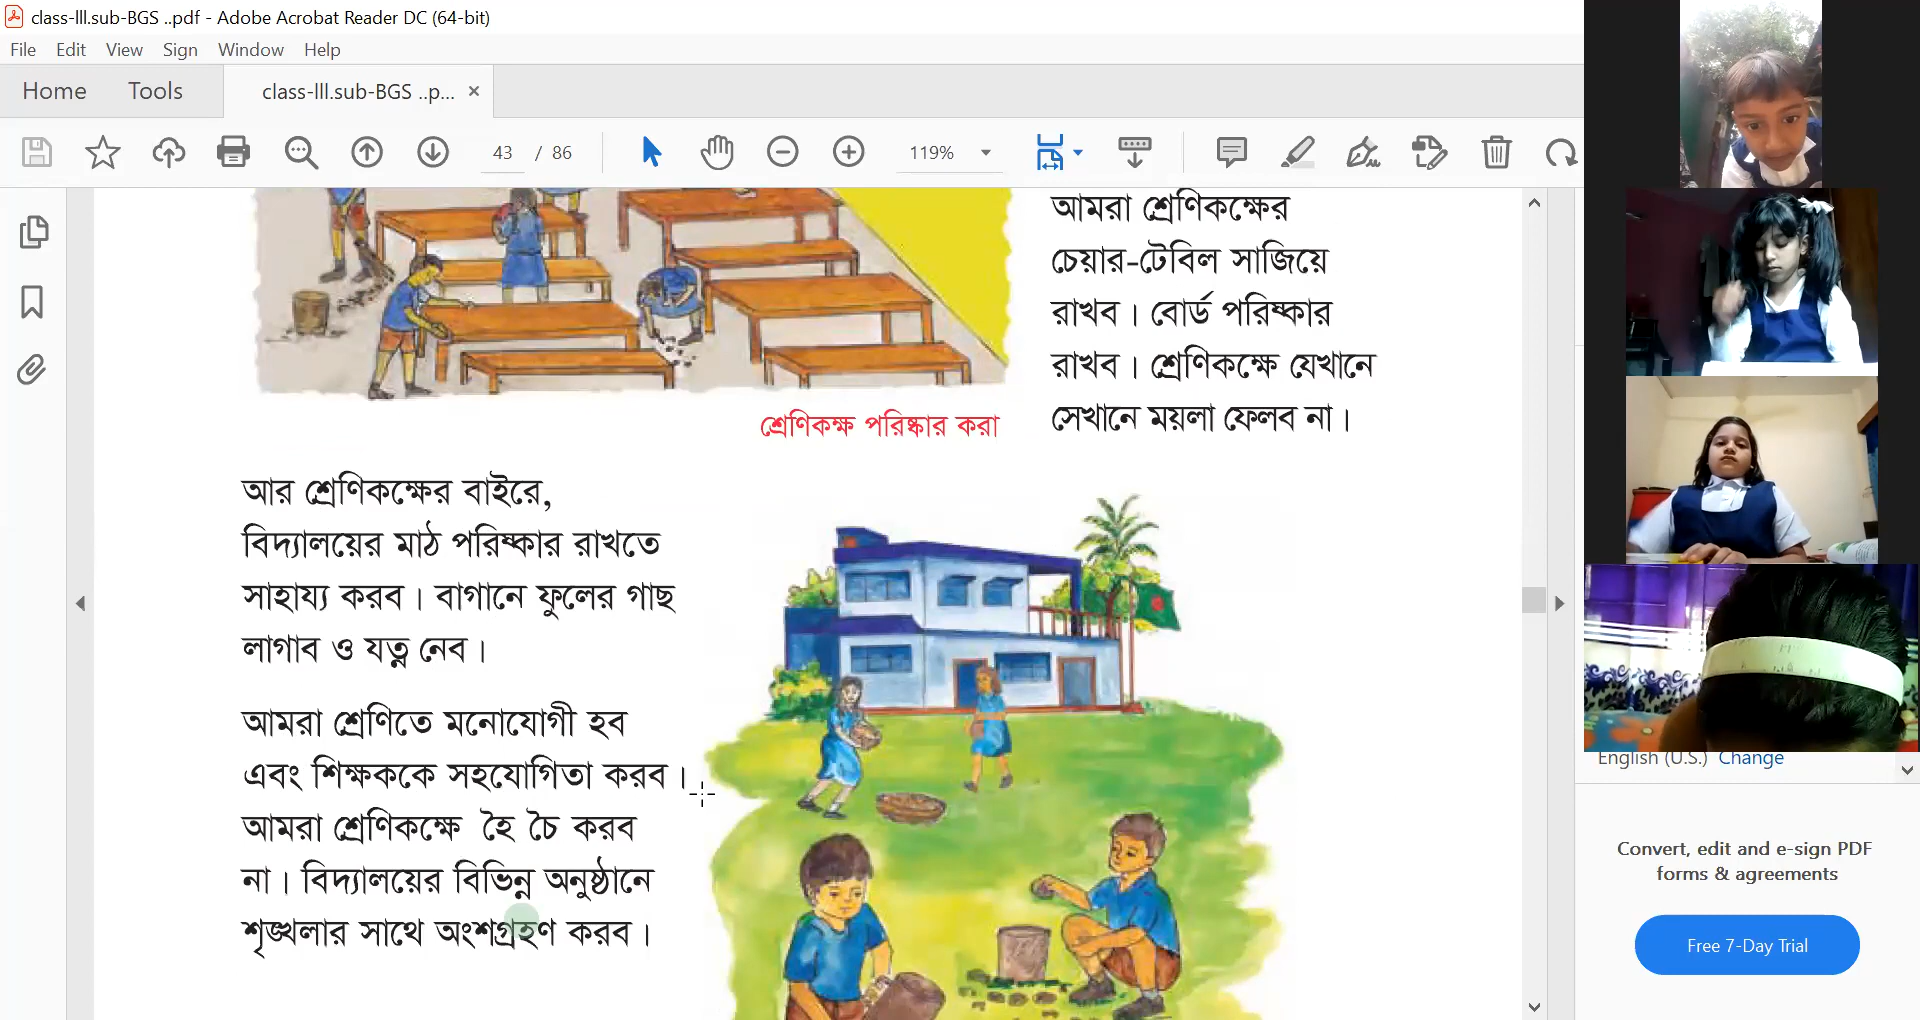 class-lll.sub-BGS ..pdf - Adobe Acrobat Reader DC (64-bit)
File Edit View Sign Window Help
Home Tools class-lll.sub-BGS ..p... ×
43 / 86 119%
আমরা শ্রেণিকক্ষের
চেয়ার-টেবিল সাজিয়ে
রাখব। বোর্ড পরিষ্কার
রাখব। শ্রেণিকক্ষে যেখানে
সেখানে ময়লা ফেলব না।
শ্রেণিকক্ষ পরিষ্কার করা
আর শ্রেণিকক্ষের বাইরে,
বিদ্যালয়ের মাঠ পরিষ্কার রাখতে
সাহায্য করব। বাগানে ফুলের গাছ
লাগাব ও যত্ন নেব।
আমরা শ্রেণিতে মনোযোগী হব
এবং শিক্ষককে সহযোগিতা করব।
আমরা শ্রেণিকক্ষে হৈ চৈ করব
না। বিদ্যালয়ের বিভিন্ন অনুষ্ঠানে
শৃঙ্খলার সাথে অংশগ্রহণ করব।
English (U.S.) Change
Convert, edit and e-sign PDF
forms & agreements
Free 7-Day Trial